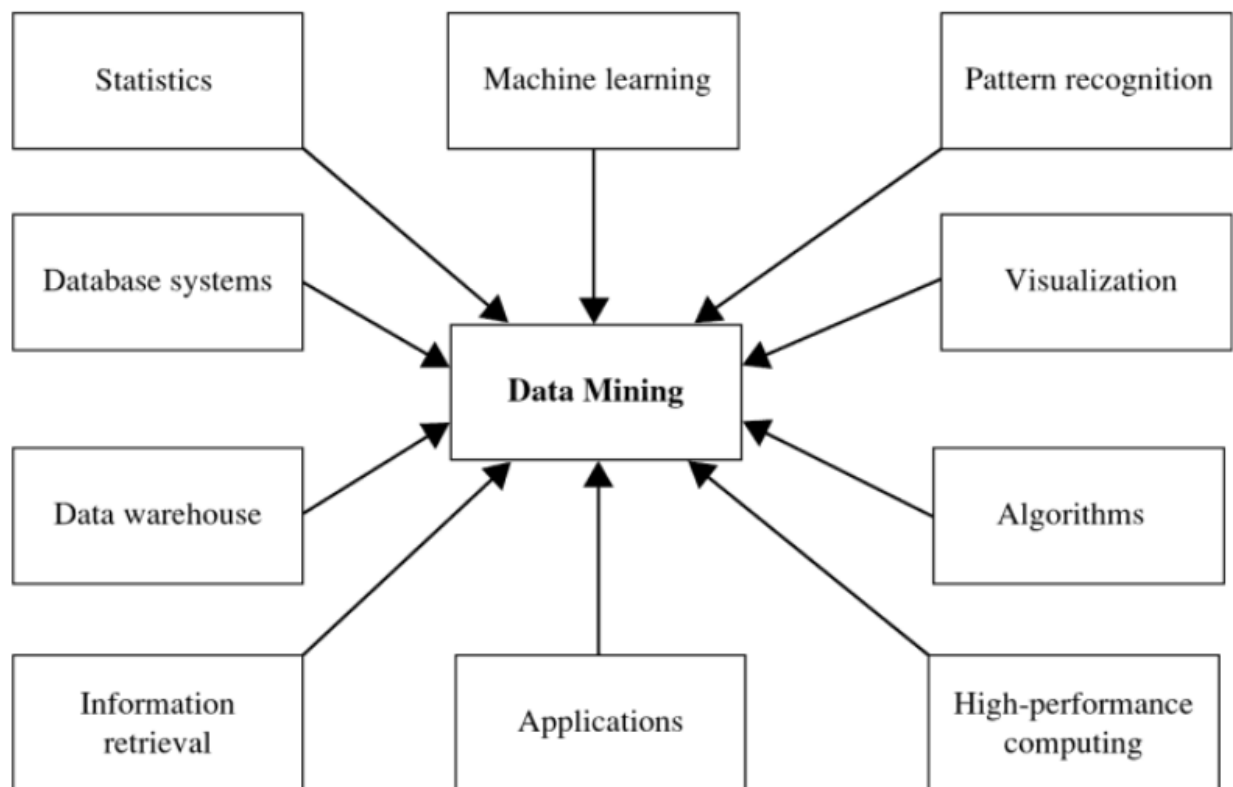 Statistics
Machine learning
Pattern recognition
Database systems
Visualization
Data Mining
Data warehouse
Algorithms
Information
retrieval
Applications
High-performance
computing